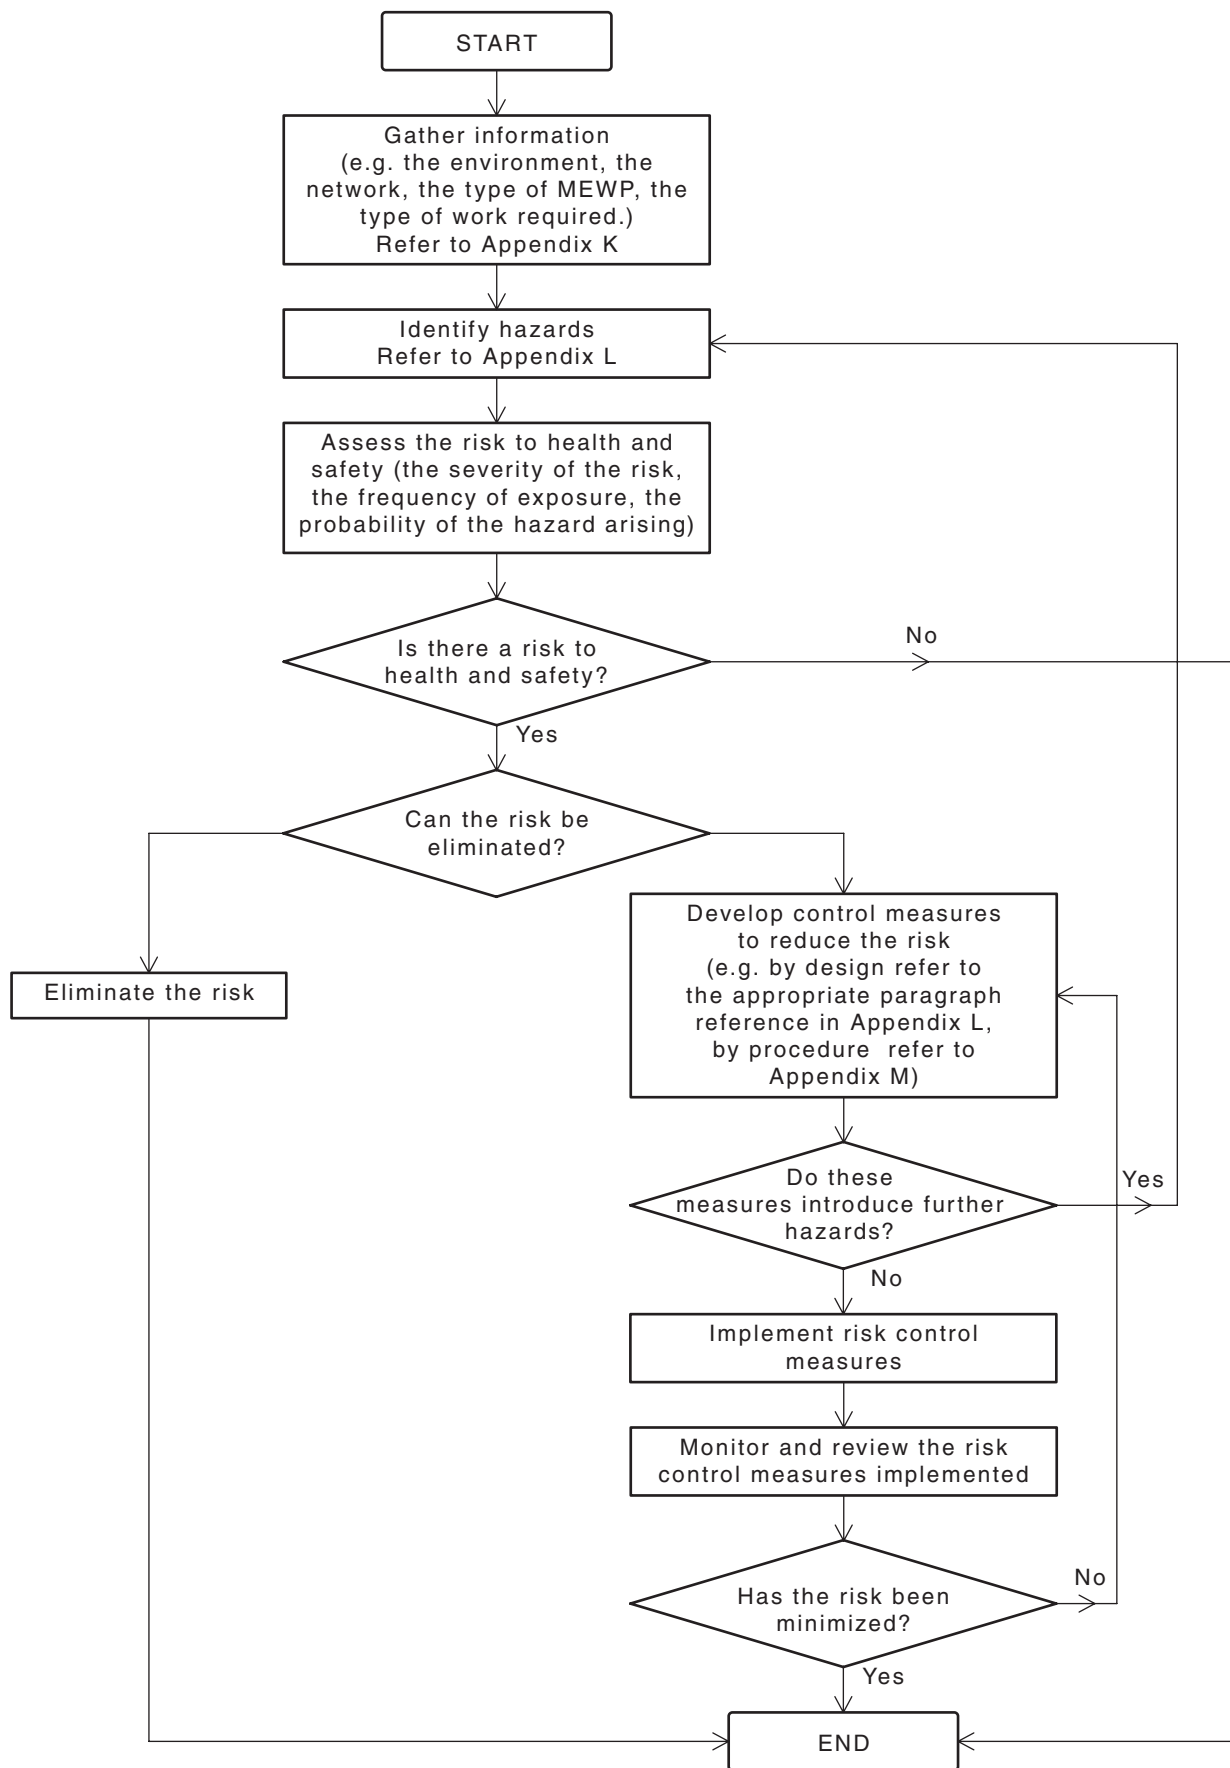 START
Gather information
(e.g. the environment, the
network, the type of MEWP, the
type of work required.)
Refer to Appendix K
Identify hazards
Refer to Appendix L
Assess the risk to health and
safety (the severity of the risk,
the frequency of exposure, the
probability of the hazard arising)
Is there a risk to
health and safety?
No
Yes
Can the risk be
eliminated?
Eliminate the risk
Develop control measures
to reduce the risk
(e.g. by design refer to
the appropriate paragraph
reference in Appendix L,
by procedure refer to
Appendix M)
Do these
measures introduce further
hazards?
Yes
No
Implement risk control
measures
Monitor and review the risk
control measures implemented
Has the risk been
minimized?
No
Yes
END